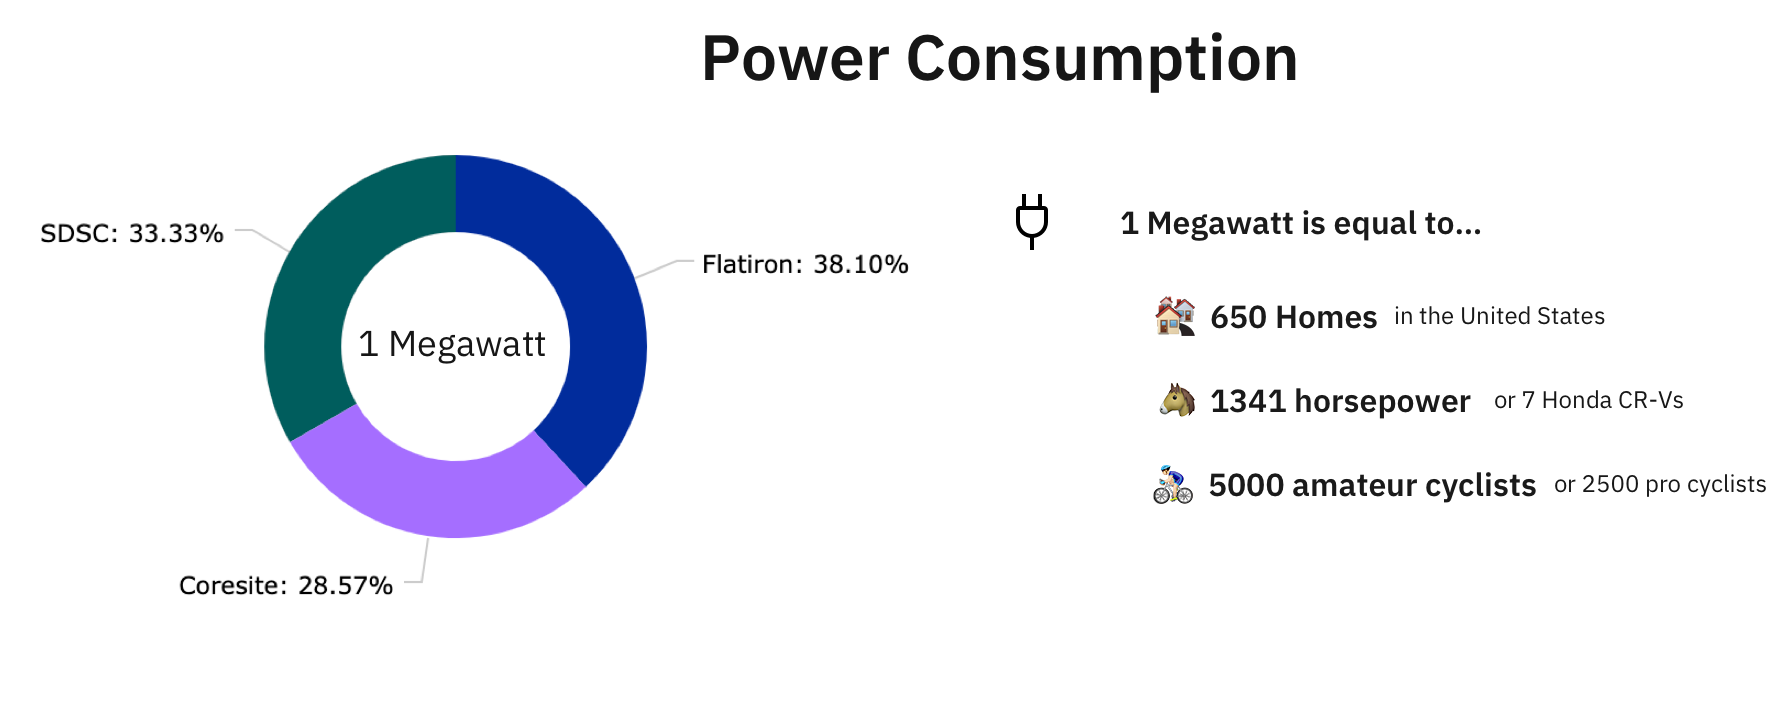 Power Consumption
SDSC: 33.33%
Flatiron: 38.10%
1 Megawatt
Coresite: 28.57%
1 Megawatt is equal to...
650 Homes in the United States
1341 horsepower or 7 Honda CR-Vs
5000 amateur cyclists or 2500 pro cyclists